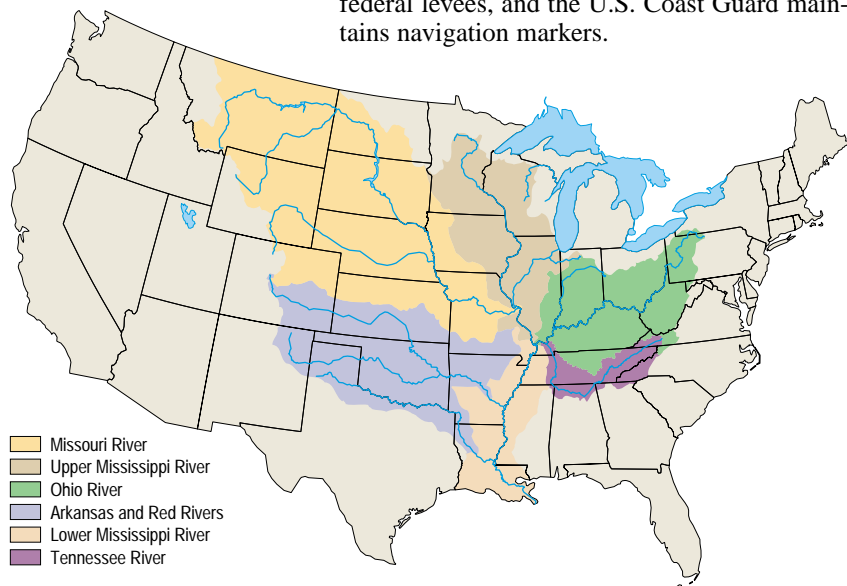 federal levees, and the U.S. Coast Guard main-
tains navigation markers.
Missouri River
Upper Mississippi River
Ohio River
Arkansas and Red Rivers
Lower Mississippi River
Tennessee River